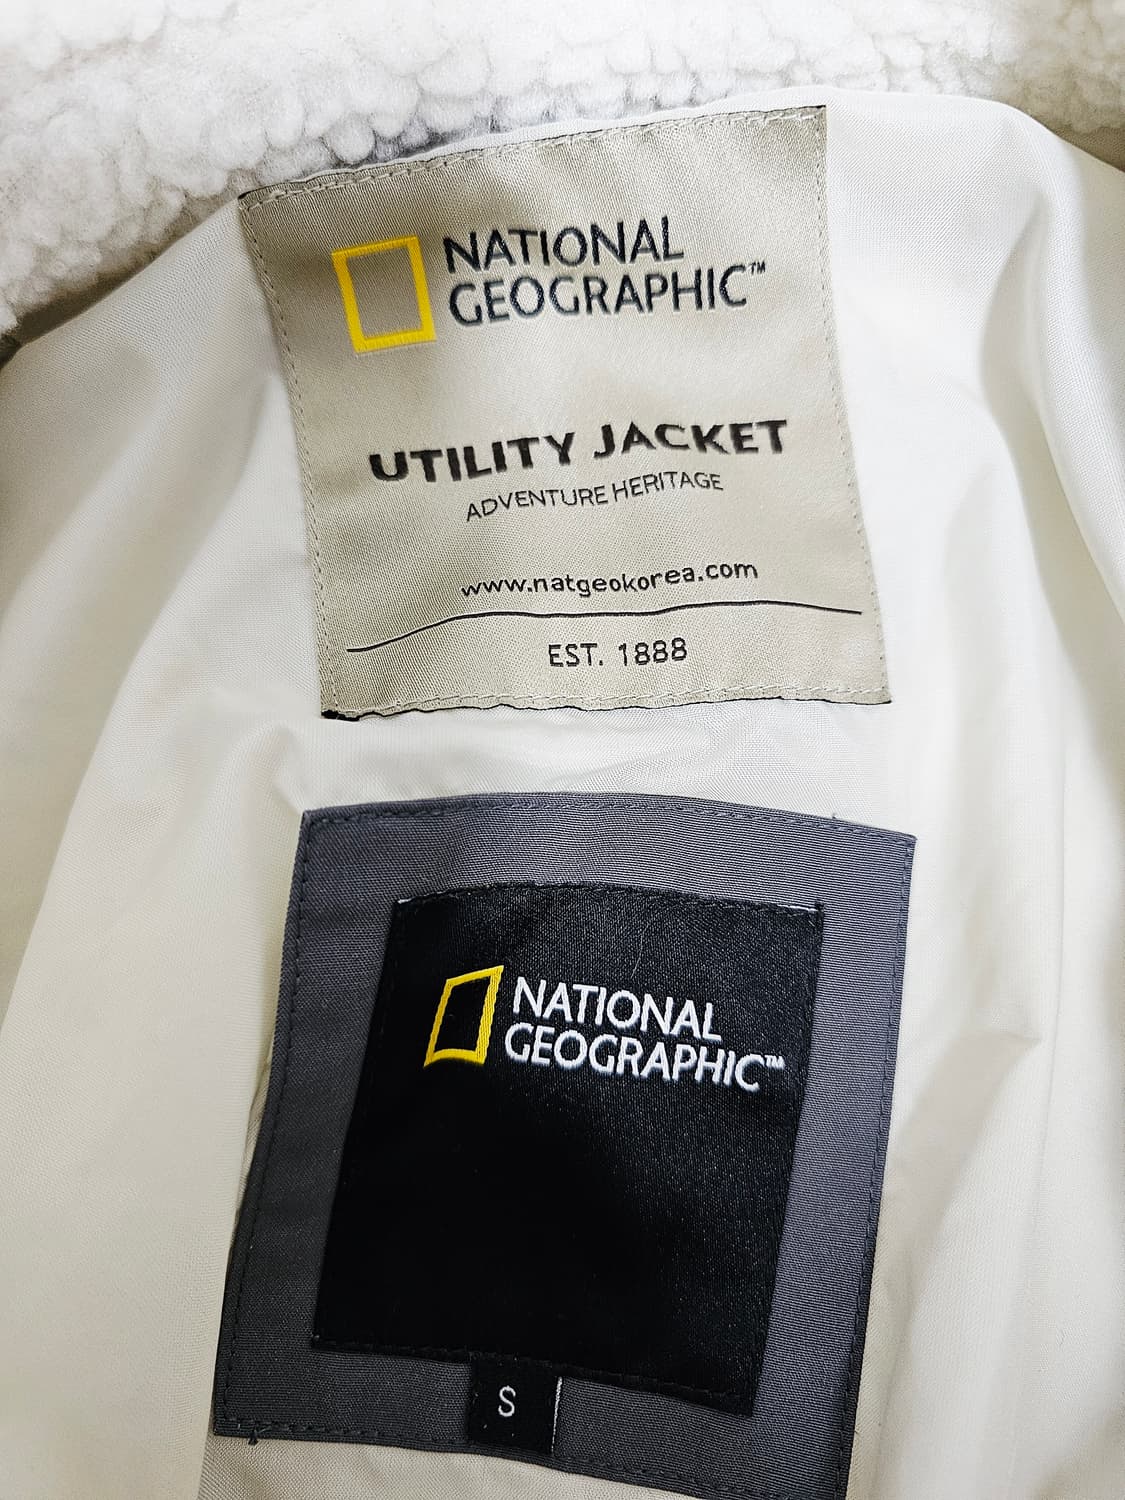 NATIONAL
GEOGRAPHIC™
UTILITY JACKET
ADVENTURE HERITAGE
www.natgeokorea.com
EST. 1888
NATIONAL
GEOGRAPHIC™
S